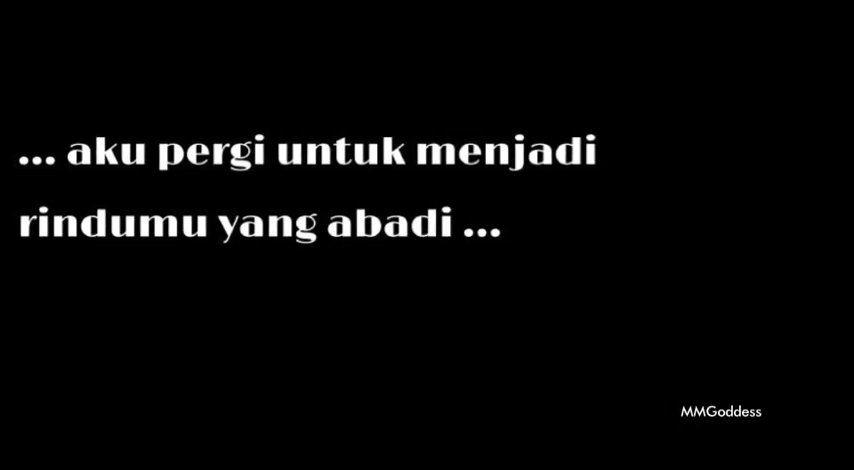 ... aku pergi untuk menjadi
rindumu yang abadi ...
MMGoddess